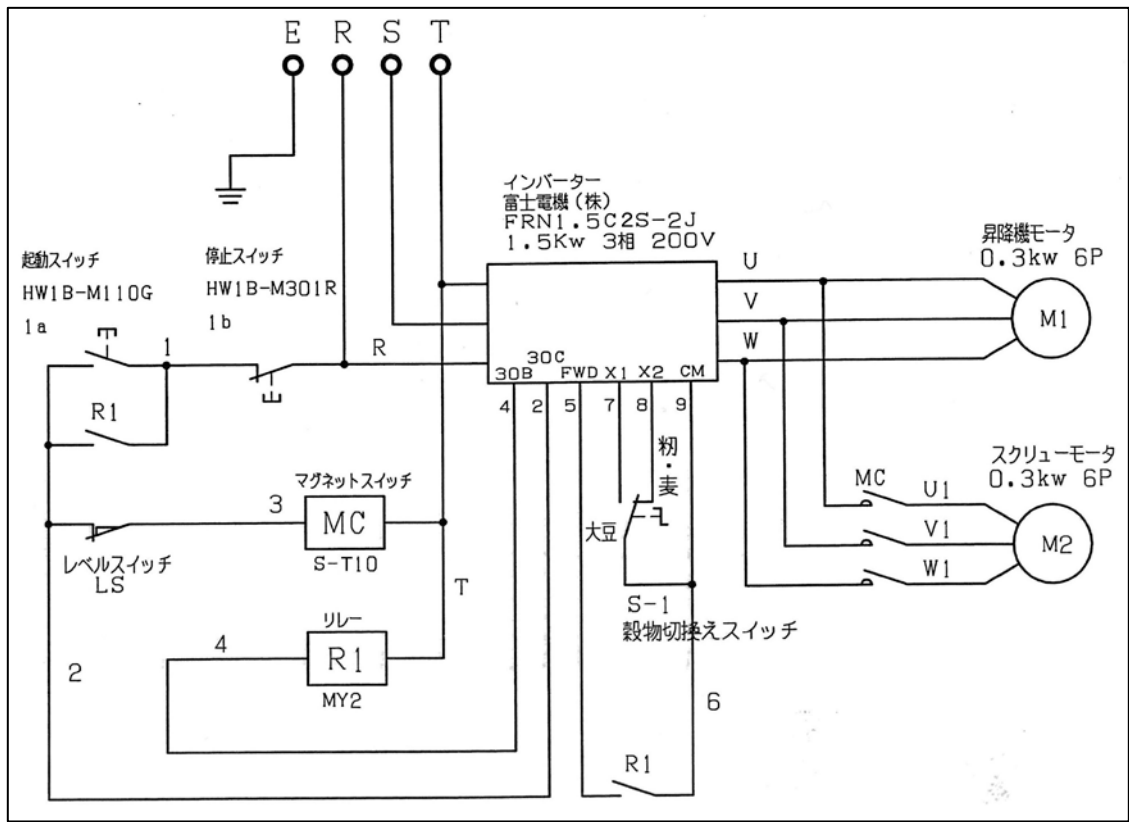 E R S T
インバーター
富士電機(株)
FRN1.5C2S-2J
1.5Kw 3相 200V
起動スイッチ
HW1B-M110G
1a
停止スイッチ
HW1B-M301R
1b
昇降機モータ
0.3kw 6P
M1
U
V
W
1
R
30B 30C FWD X1 X2 CM
4 2 5 7 8 9
R1
籾・麦
大豆
S-1
穀物切換えスイッチ
マグネットスイッチ
3
MC
S-T10
レベルスイッチ
LS
T
スクリューモータ
0.3kw 6P
MC
U1
V1
W1
M2
リレー
4
R1
MY2
2
6
R1